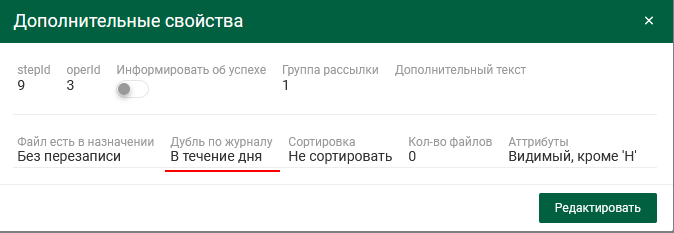 Дополнительные свойства ×
stepId operId Информировать об успехе Группа рассылки Дополнительный текст
9 3 1
Файл есть в назначении Дубль по журналу Сортировка Кол-во файлов Аттрибуты
Без перезаписи В течение дня Не сортировать 0 Видимый, кроме 'Н'
Редактировать